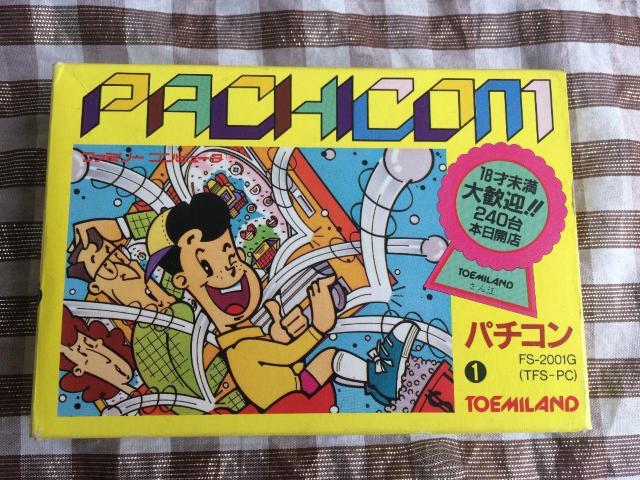 PACHICOM
ファミリー コンピュータ
18才未満
大歓迎!!
240台
本日開店
TOEMILAND
さん江
パチコン
FS-2001G
1
(TFS-PC)
TOEMILAND